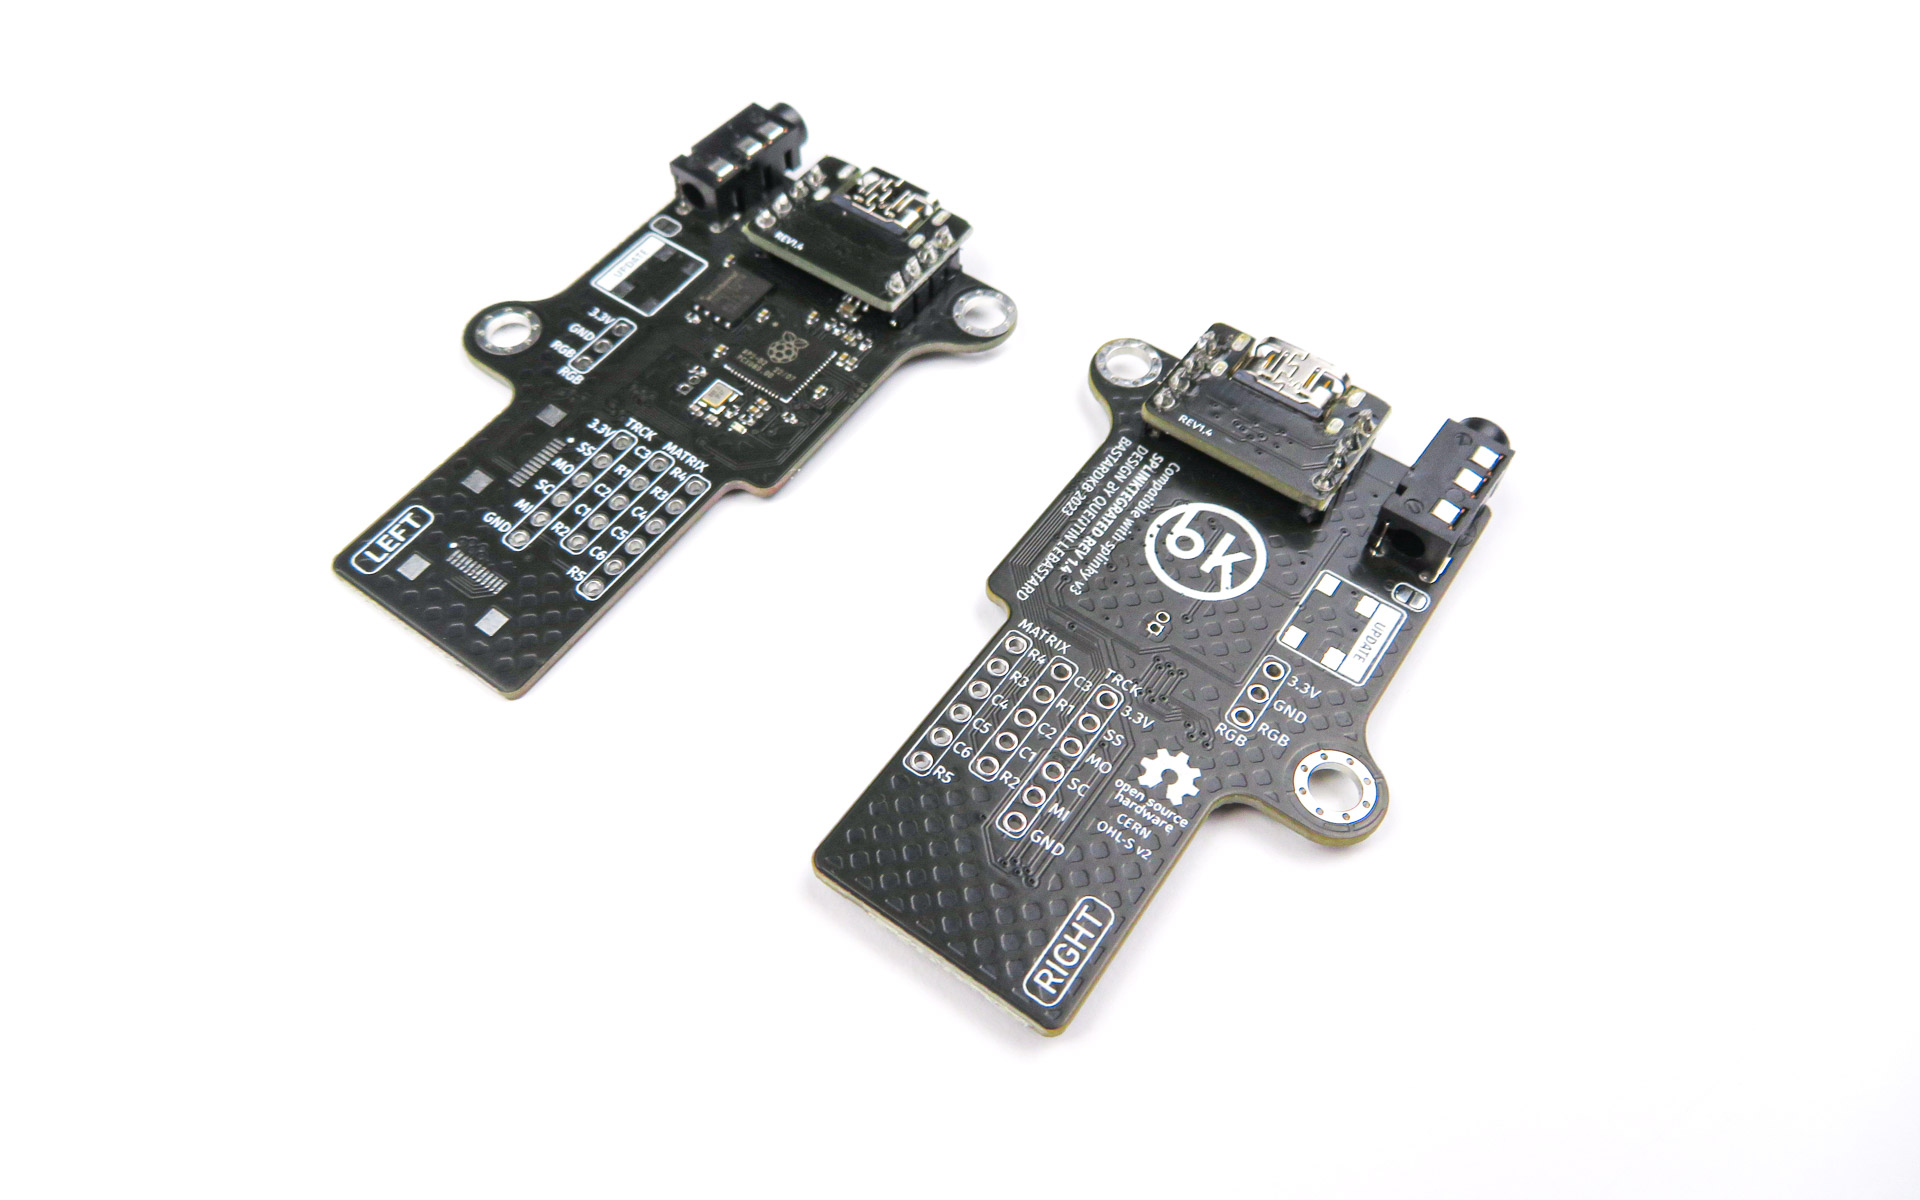 REV1,4
UPDATE
3.3V
GND
RGB
RGB
TRCK
MATRIX
3.3V
SS
MO
SC
MI
GND
C3
R1
C2
C1
R2
R4
R3
C4
C5
C6
R5
LEFT
REV1,4
Compatible with splinky v3
SPLINKTEGRATED REV 1.4
DESIGN BY QUENTIN LEBASTARD
BASTARDKB 2023
bK
UPDATE
3.3V
GND
RGB
RGB
MATRIX
R4
R3
C4
C5
C6
R5
C3
R1
C2
C1
R2
TRCK
3.3V
SS
MO
SC
MI
GND
open source
hardware
CERN
OHL-S v2
RIGHT